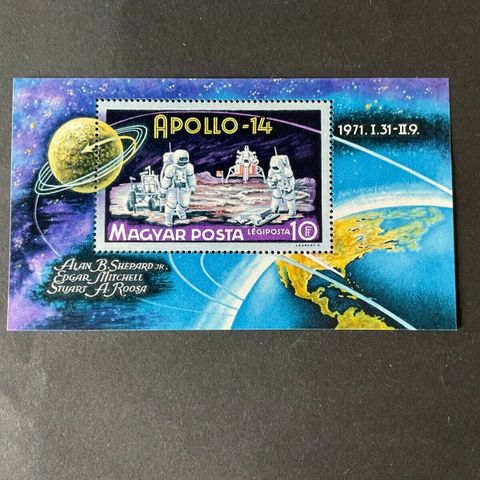 APOLLO-14
1971. I.31-II.9.
MAGYAR POSTA LÉGIPOSTA 10 Ft
ALAN B. SHEPARD JR.
EDGAR MITCHELL
STUART A. ROOSA